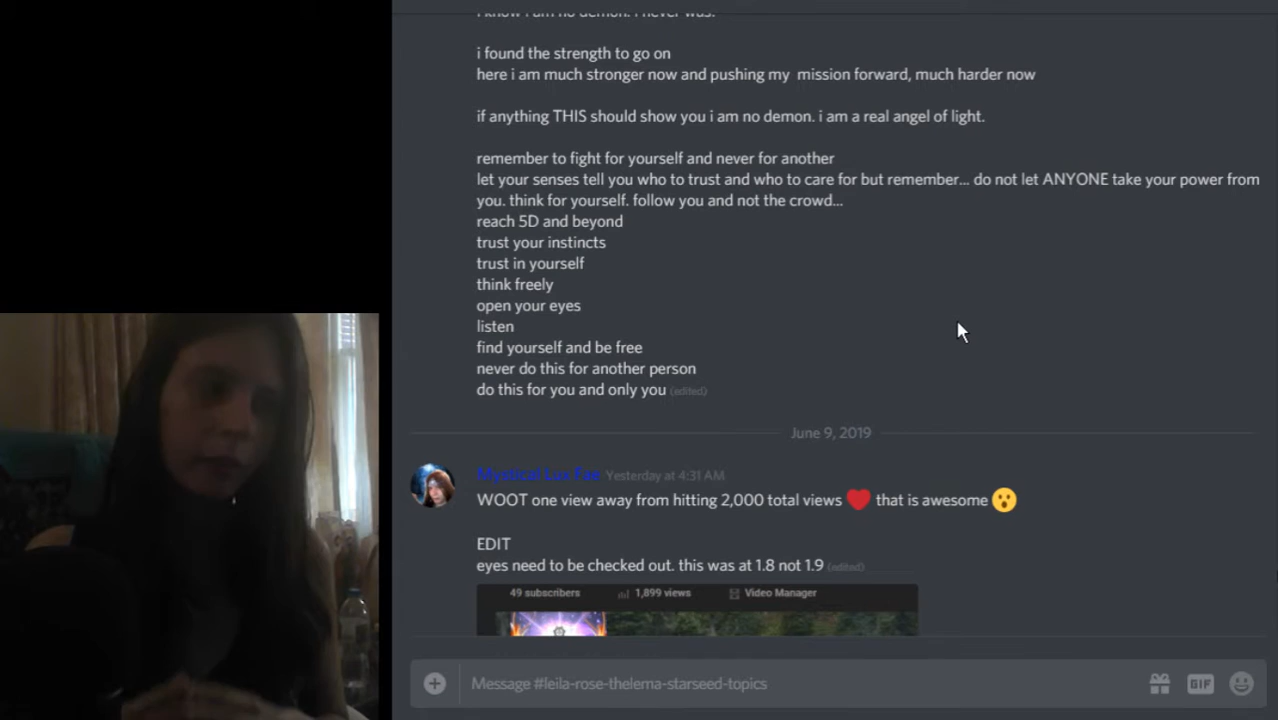 i know i am no demon. i never was.
i found the strength to go on
here i am much stronger now and pushing my  mission forward, much harder now
if anything THIS should show you i am no demon. i am a real angel of light.
remember to fight for yourself and never for another
let your senses tell you who to trust and who to care for but remember... do not let ANYONE take your power from
you. think for yourself. follow you and not the crowd...
reach 5D and beyond
trust your instincts
trust in yourself
think freely
open your eyes
listen
find yourself and be free
never do this for another person
do this for you and only you (edited)
June 9, 2019
Mystical Lux Fae Yesterday at 4:31 AM
WOOT one view away from hitting 2,000 total views ❤️ that is awesome 😮
EDIT
eyes need to be checked out. this was at 1.8 not 1.9 (edited)
49 subscribers 1,899 views Video Manager
Message #leila-rose-thelema-starseed-topics
GIF